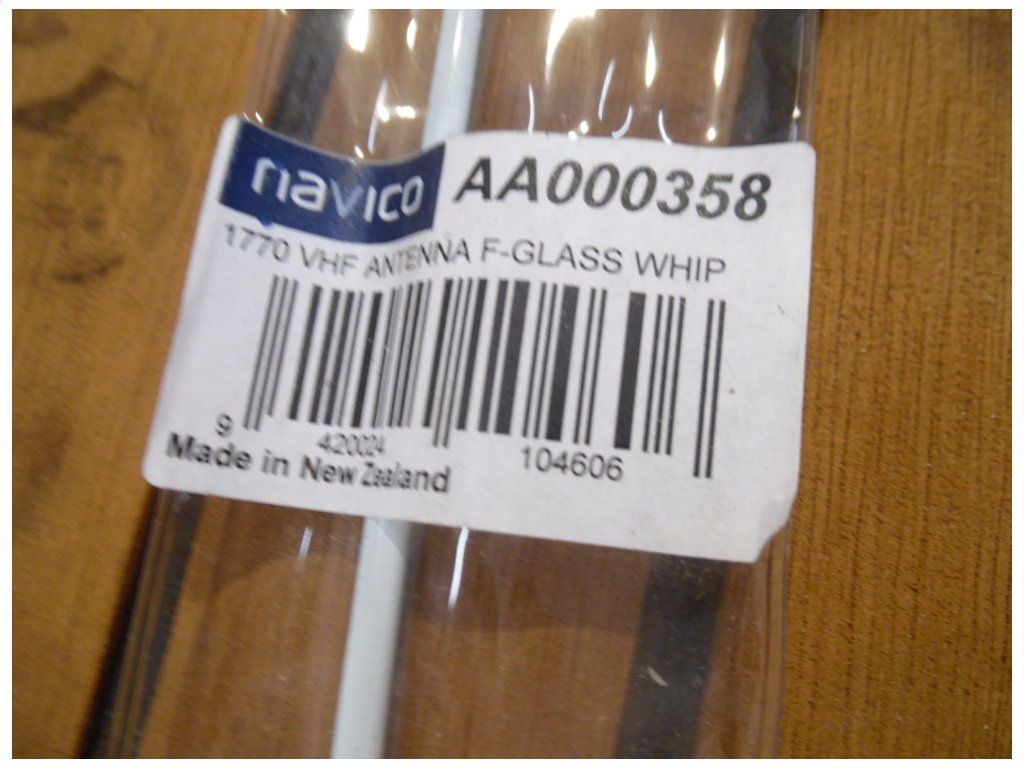 navico AA000358
1770 VHF ANTENNA F-GLASS WHIP
9 420024 104606
Made in New Zealand